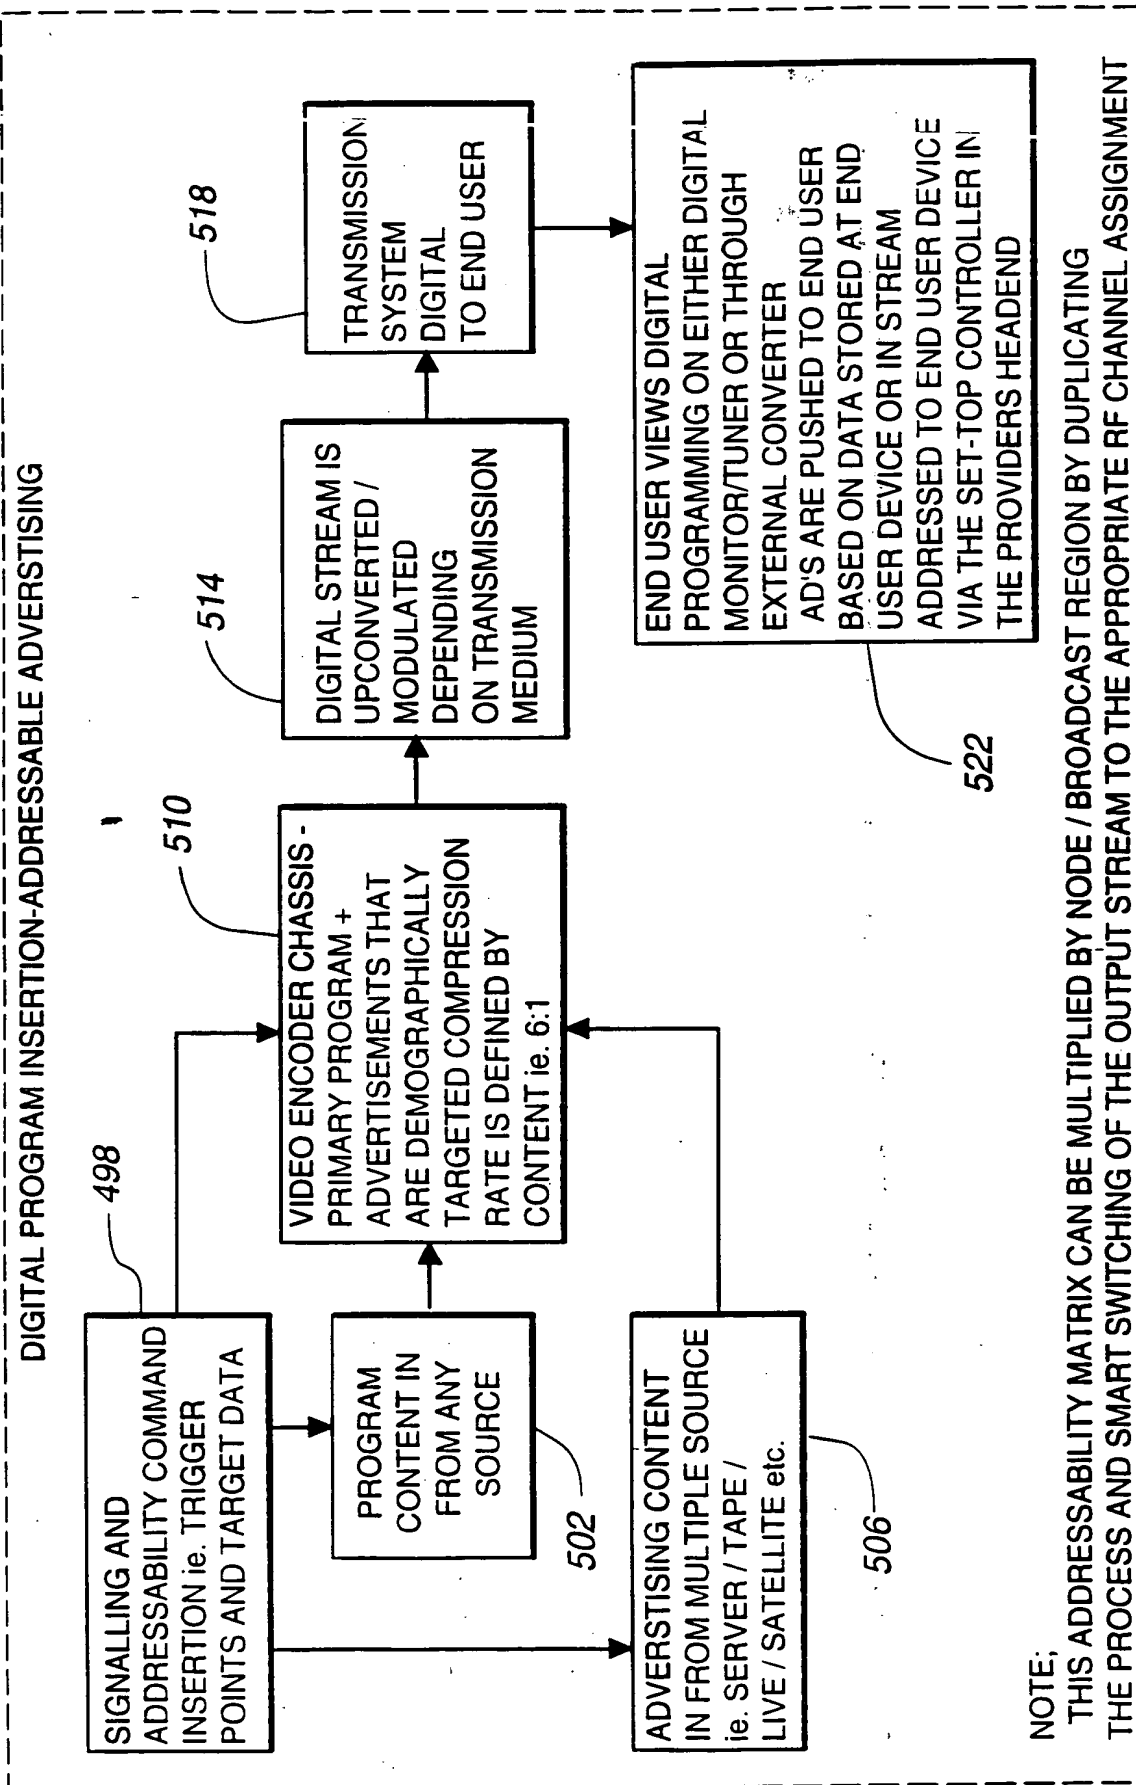 DIGITAL PROGRAM INSERTION-ADDRESSABLE ADVERSTISING
SIGNALLING AND
ADDRESSABILITY COMMAND
INSERTION ie. TRIGGER
POINTS AND TARGET DATA
498
PROGRAM
CONTENT IN
FROM ANY
SOURCE
502
ADVERSTISING CONTENT
IN FROM MULTIPLE SOURCE
ie. SERVER / TAPE /
LIVE / SATELLITE etc.
506
VIDEO ENCODER CHASSIS -
PRIMARY PROGRAM +
ADVERTISEMENTS THAT
ARE DEMOGRAPHICALLY
TARGETED COMPRESSION
RATE IS DEFINED BY
CONTENT ie. 6:1
510
DIGITAL STREAM IS
UPCONVERTED /
MODULATED
DEPENDING
ON TRANSMISSION
MEDIUM
514
TRANSMISSION
SYSTEM
DIGITAL
TO END USER
518
END USER VIEWS DIGITAL
PROGRAMMING ON EITHER DIGITAL
MONITOR/TUNER OR THROUGH
EXTERNAL CONVERTER
AD'S ARE PUSHED TO END USER
BASED ON DATA STORED AT END
USER DEVICE OR IN STREAM
ADDRESSED TO END USER DEVICE
VIA THE SET-TOP CONTROLLER IN
THE PROVIDERS HEADEND
522
NOTE;
THIS ADDRESSABILITY MATRIX CAN BE MULTIPLIED BY NODE / BROADCAST REGION BY DUPLICATING
THE PROCESS AND SMART SWITCHING OF THE OUTPUT STREAM TO THE APPROPRIATE RF CHANNEL ASSIGNMENT